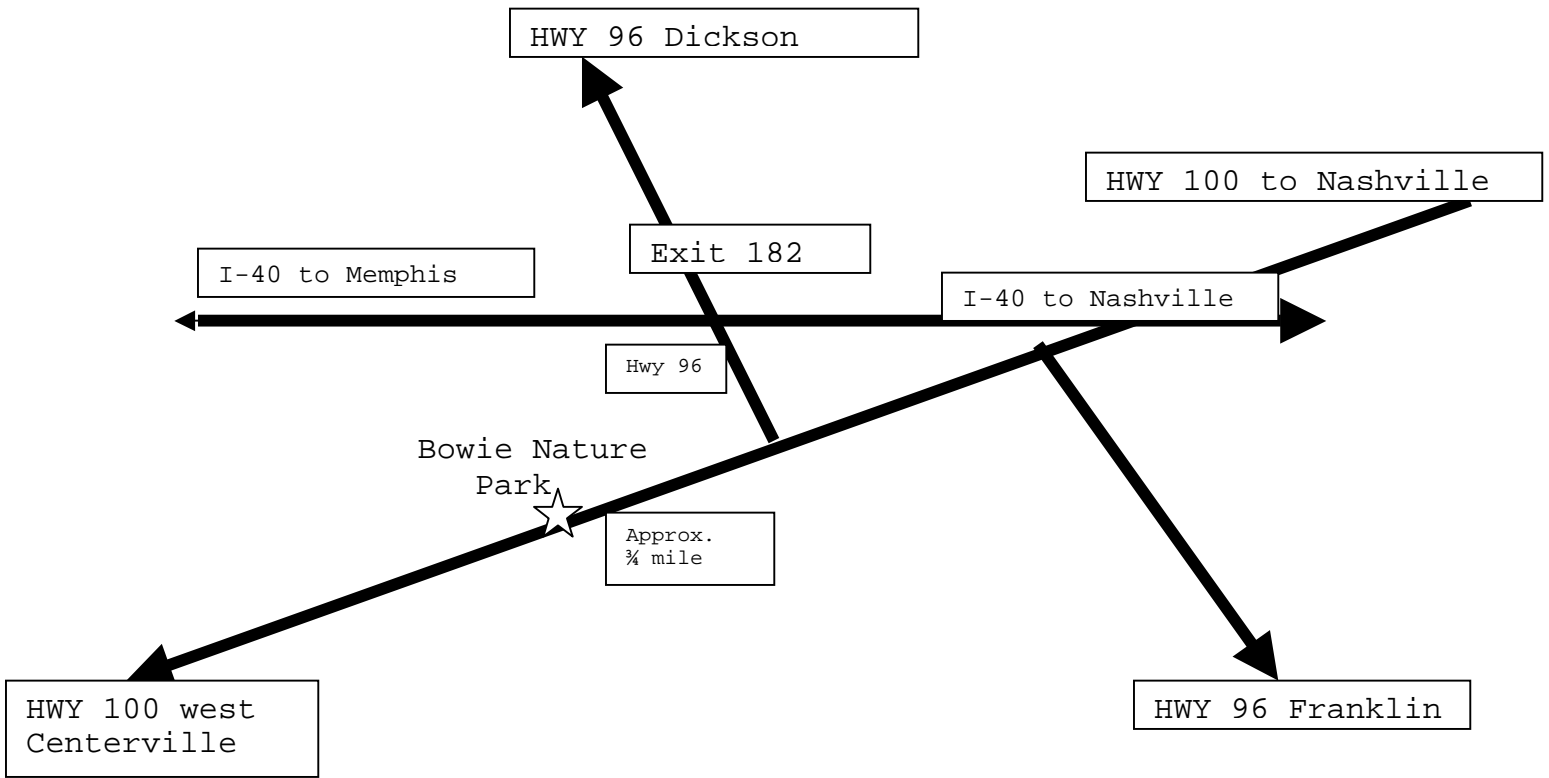 HWY 96 Dickson
HWY 100 to Nashville
Exit 182
I-40 to Memphis
I-40 to Nashville
Hwy 96
Bowie Nature
Park
Approx.
¾ mile
HWY 100 west
Centerville
HWY 96 Franklin